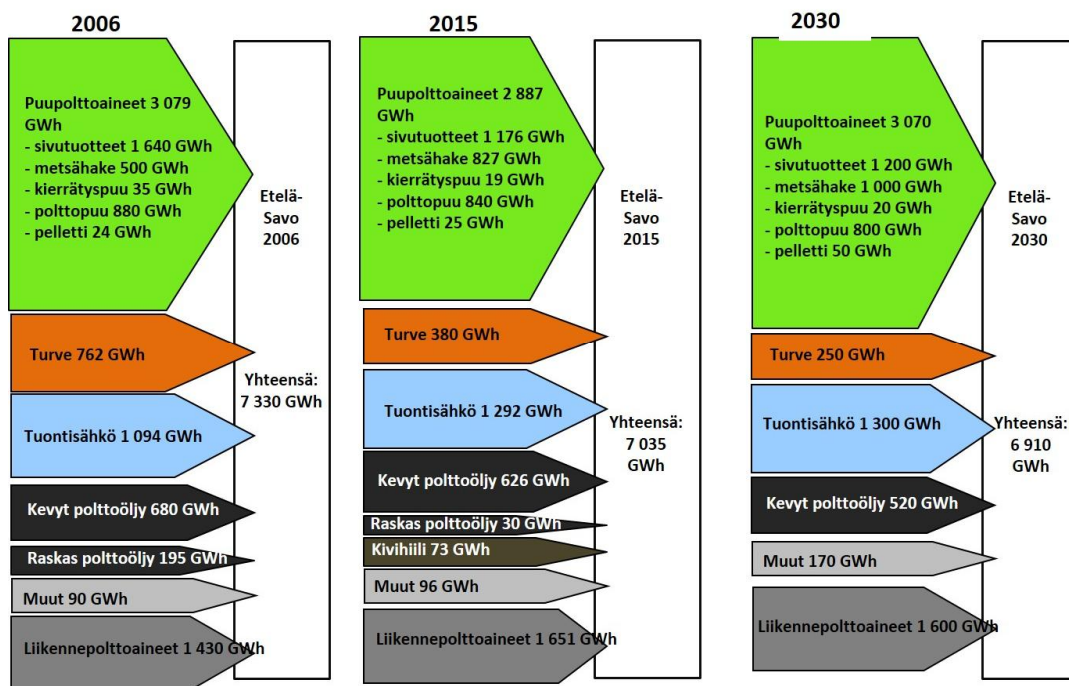 2006
Puupolttoaineet 3 079
GWh
- sivutuotteet 1 640 GWh
- metsähake 500 GWh
- kierrätyspuu 35 GWh
- polttopuu 880 GWh
- pelletti 24 GWh
Turve 762 GWh
Tuontisähkö 1 094 GWh
Kevyt polttoöljy 680 GWh
Raskas polttoöljy 195 GWh
Muut 90 GWh
Liikennepolttoaineet 1 430 GWh
Etelä-
Savo
2006
Yhteensä:
7 330 GWh
2015
Puupolttoaineet 2 887
GWh
- sivutuotteet 1 176 GWh
- metsähake 827 GWh
- kierrätyspuu 19 GWh
- polttopuu 840 GWh
- pelletti 25 GWh
Turve 380 GWh
Tuontisähkö 1 292 GWh
Kevyt polttoöljy 626 GWh
Raskas polttoöljy 30 GWh
Kivihiili 73 GWh
Muut 96 GWh
Liikennepolttoaineet 1 651 GWh
Etelä-
Savo
2015
Yhteensä:
7 035
GWh
2030
Puupolttoaineet 3 070
GWh
- sivutuotteet 1 200 GWh
- metsähake 1 000 GWh
- kierrätyspuu 20 GWh
- polttopuu 800 GWh
- pelletti 50 GWh
Turve 250 GWh
Tuontisähkö 1 300 GWh
Kevyt polttoöljy 520 GWh
Muut 170 GWh
Liikennepolttoaineet 1 600 GWh
Etelä-
Savo
2030
Yhteensä:
6 910
GWh